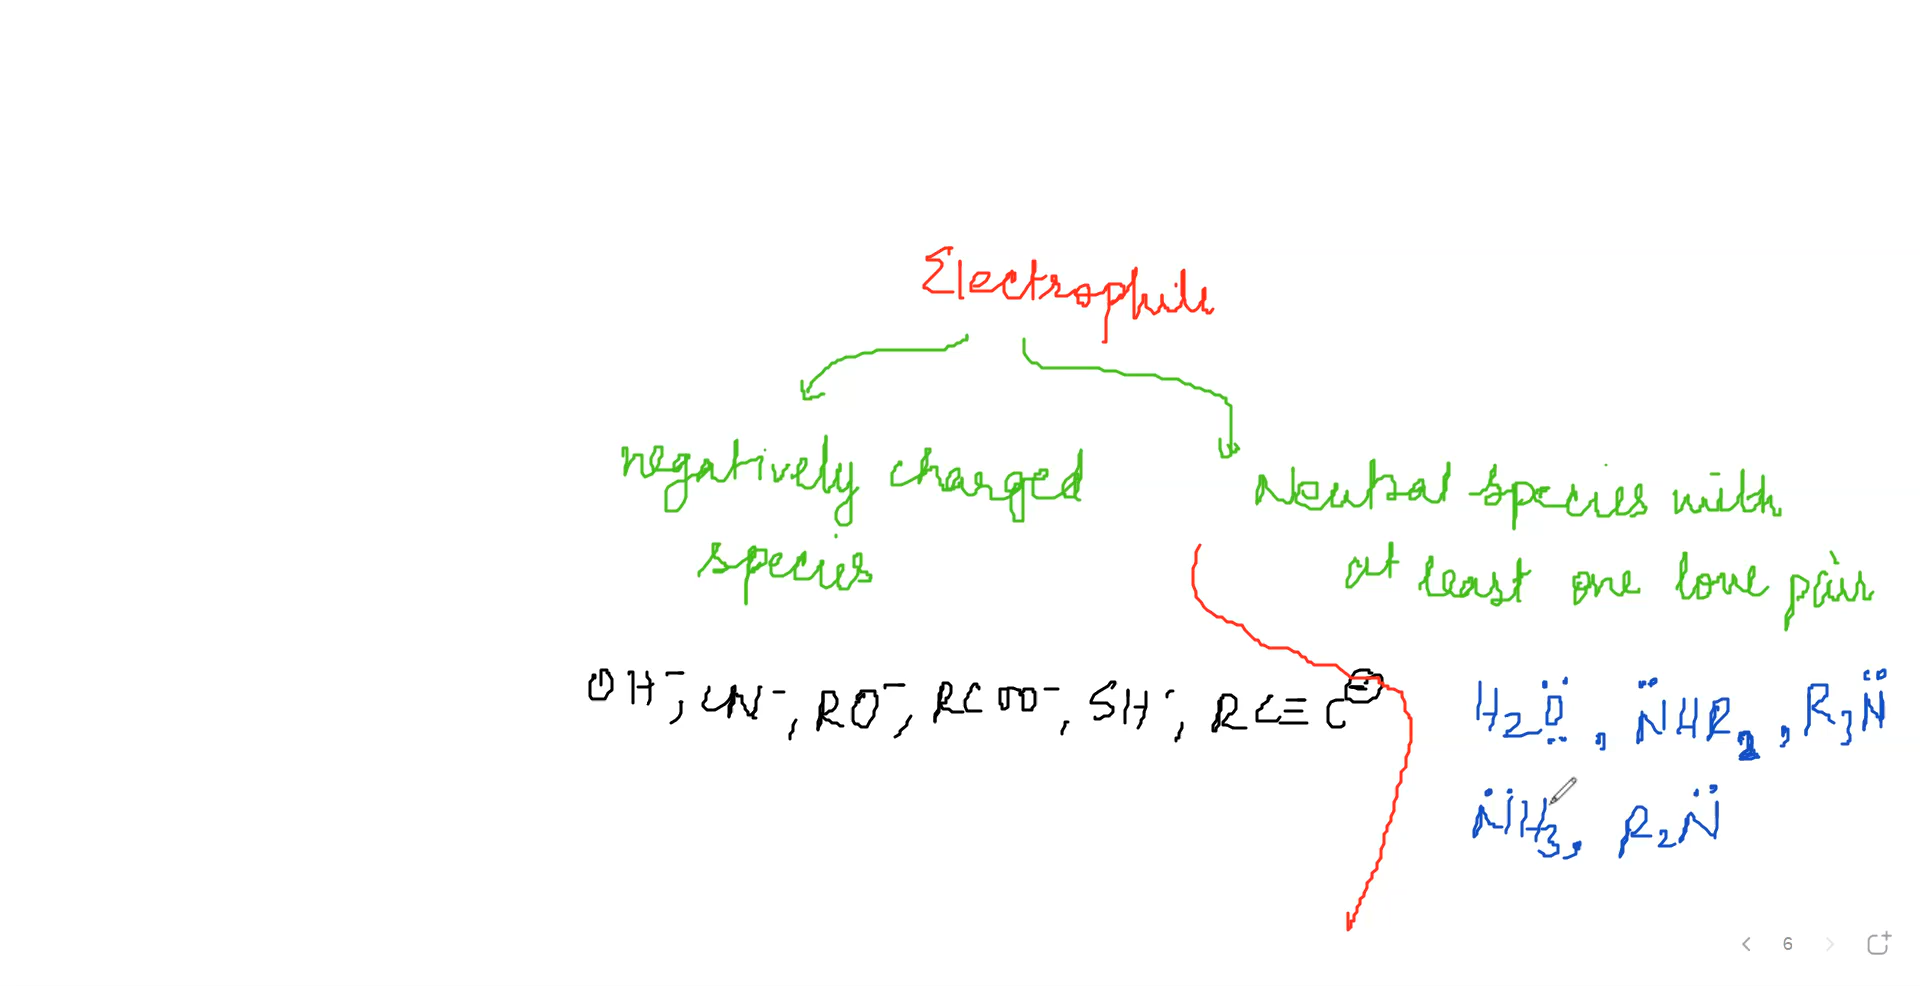 Electrophile
negatively charged
species
Neutral species with
at least one lone pair
OH⁻, CN⁻, RO⁻, RCOO⁻, SH⁻, RC≡C⊖
H₂Ö:, N̈HR₂, R₃N̈
N̈H₃, R₂N̈
6